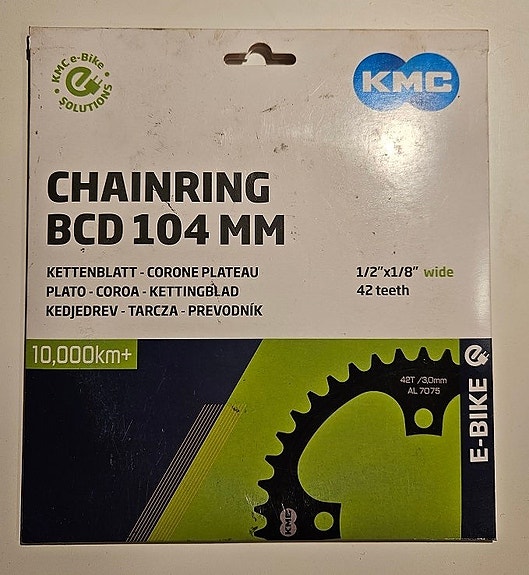 KMC e-Bike
SOLUTIONS
KMC
CHAINRING
BCD 104 MM
KETTENBLATT - CORONE PLATEAU
PLATO - COROA - KETTINGBLAD
KEDJEDREV - TARCZA - PREVODNÍK
1/2"x1/8" wide
42 teeth
10,000km+
42T /3,0mm
AL 7075
E-BIKE
KMC